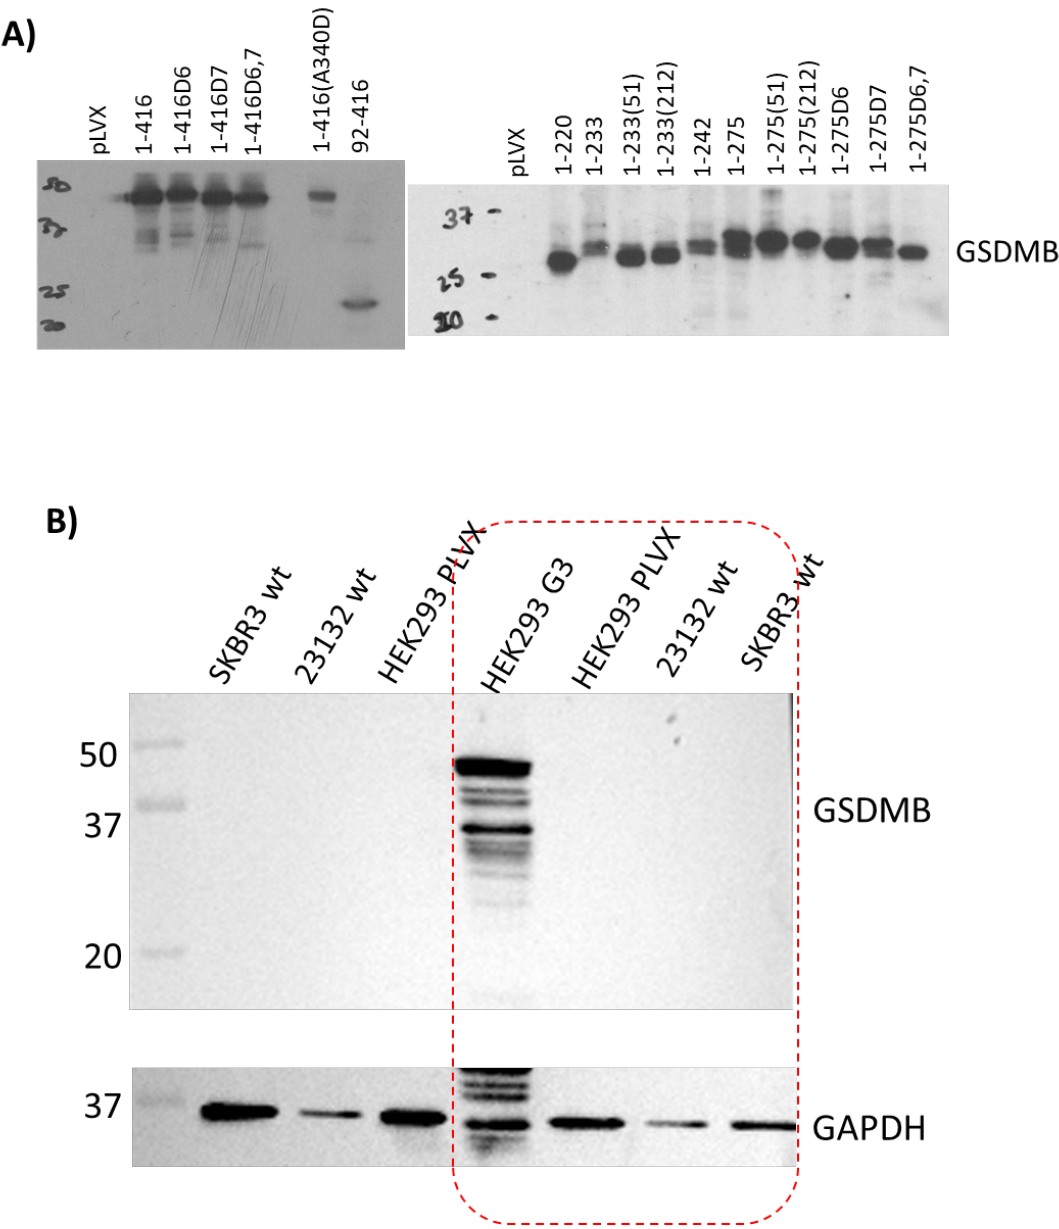 A)
pLVX
1-416
1-416D6
1-416D7
1-416D6,7
1-416(A340D)
92-416
pLVX
1-220
1-233
1-233(51)
1-233(212)
1-242
1-275
1-275(51)
1-275(212)
1-275D6
1-275D7
1-275D6,7
50
25
20
37
25
GSDMB
B)
SKBR3 wt
23132 wt
HEK293 PLVX
HEK293 G3
HEK293 PLVX
23132 wt
SKBR3 wt
50
37
20
GSDMB
37
GAPDH